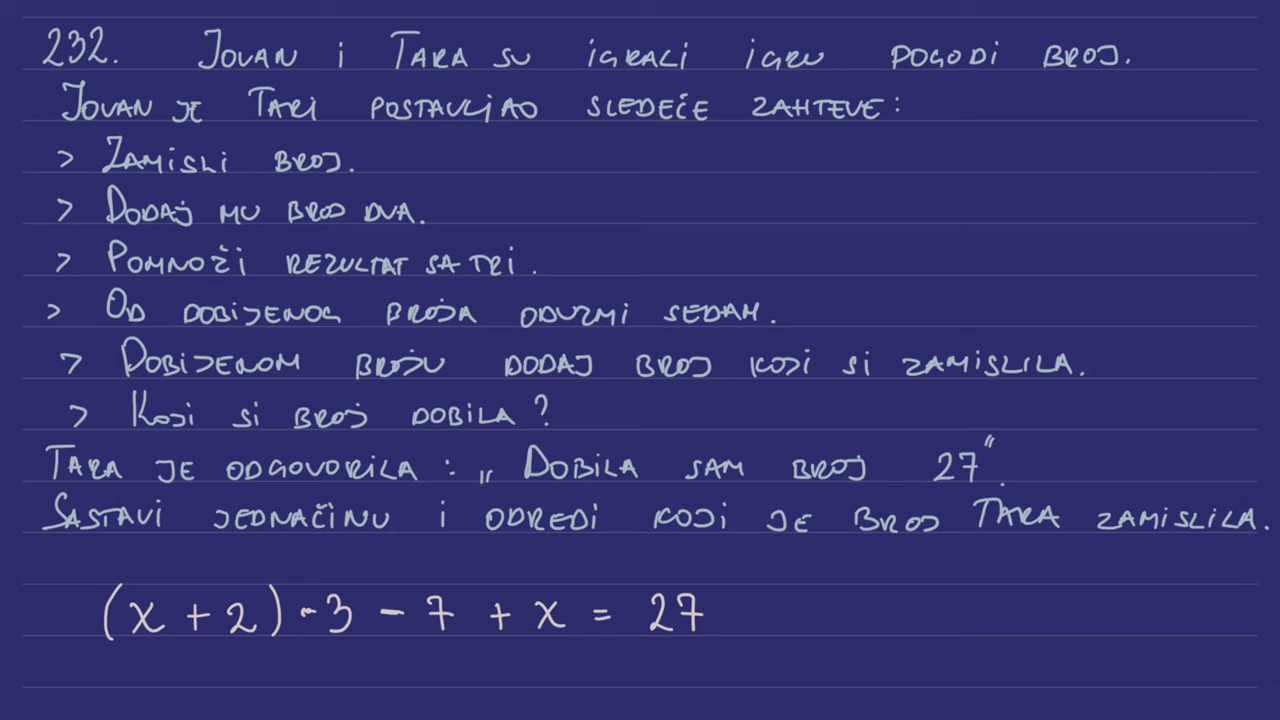 232. JOVAN i TARA SU iGRALi iGRU POGODi BROJ.
JOVAN JE TARi POSTAVLJAO SLEDEĆE ZAHTEVE:
> ZAMiSLi BROJ.
> DODAJ MU BROJ DVA.
> POMNOŽi REZULTAT SA TRi.
> OD DOBiJENOG BROJA ODUZMi SEDAM.
> DOBiJENOM BROJU DODAJ BROJ KOJi Si ZAMiSLiLA.
> KOJi Si BROJ DOBiLA?
TARA JE ODGOVORiLA: „DOBiLA SAM BROJ 27“.
SASTAVi JEDNAČiNU i ODREDi KOJi JE BROJ TARA ZAMiSLiLA.
(x + 2) · 3 - 7 + x = 27